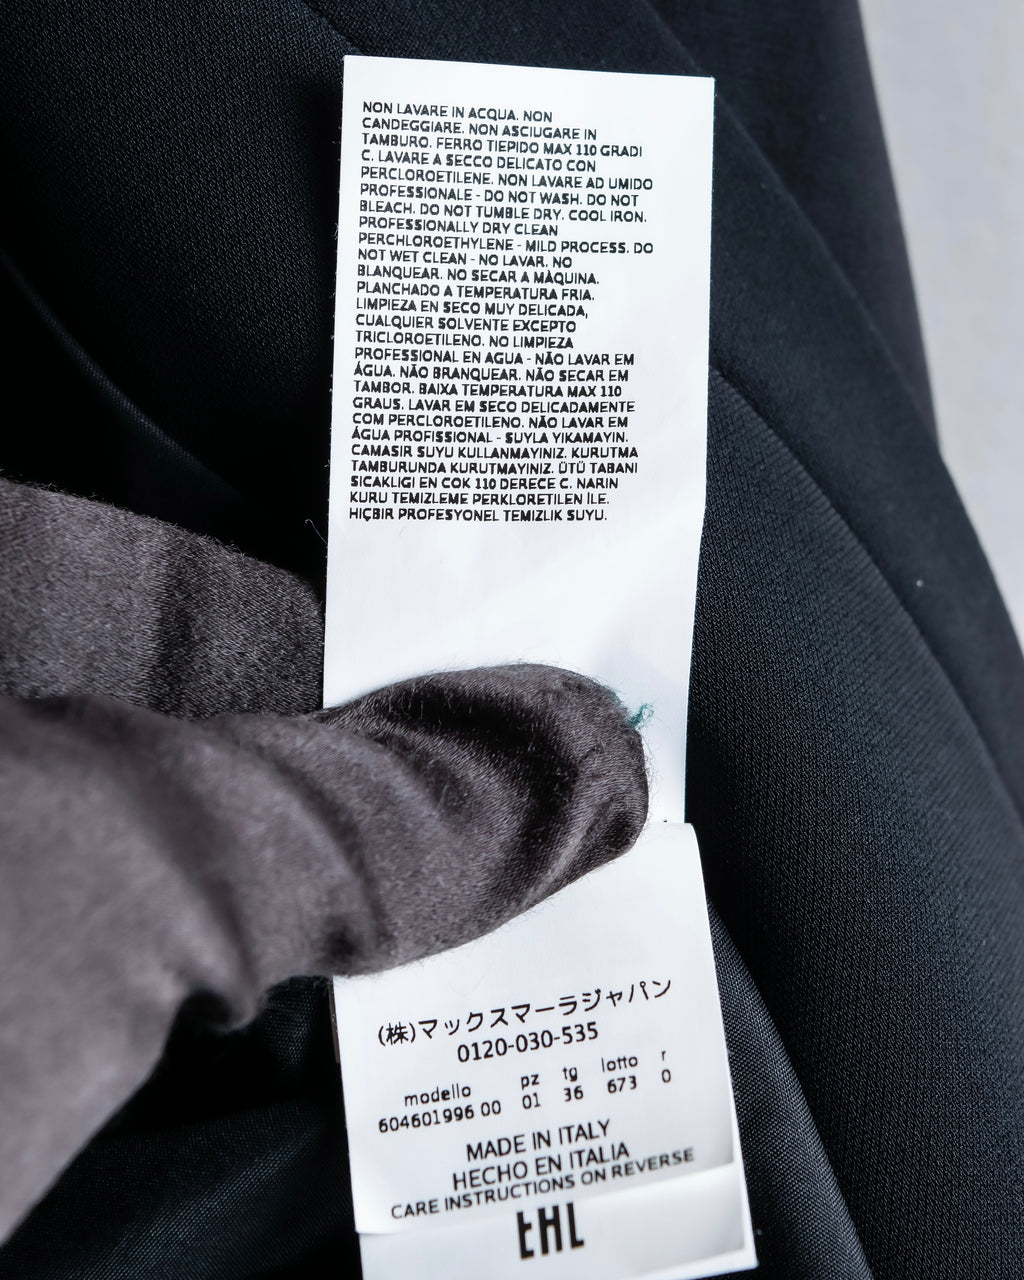 NON LAVARE IN ACQUA. NON
CANDEGGIARE. NON ASCIUGARE IN
TAMBURO. FERRO TIEPIDO MAX 110 GRADI
C. LAVARE A SECCO DELICATO CON
PERCLOROETILENE. NON LAVARE AD UMIDO
PROFESSIONALE - DO NOT WASH. DO NOT
BLEACH. DO NOT TUMBLE DRY. COOL IRON.
PROFESSIONALLY DRY CLEAN
PERCHLOROETHYLENE - MILD PROCESS. DO
NOT WET CLEAN - NO LAVAR. NO
BLANQUEAR. NO SECAR A MÀQUINA.
PLANCHADO A TEMPERATURA FRIA.
LIMPIEZA EN SECO MUY DELICADA,
CUALQUIER SOLVENTE EXCEPTO
TRICLOROETILENO. NO LIMPIEZA
PROFESSIONAL EN AGUA - NÃO LAVAR EM
ÁGUA. NÃO BRANQUEAR. NÃO SECAR EM
TAMBOR. BAIXA TEMPERATURA MAX 110
GRAUS. LAVAR EM SECO DELICADAMENTE
COM PERCLOROETILENO. NÃO LAVAR EM
ÁGUA PROFISSIONAL - SUYLA YIKAMAYIN.
CAMASIR SUYU KULLANMAYINIZ. KURUTMA
TAMBURUNDA KURUTMAYINIZ. ÜTÜ TABANI
SICAKLIGI EN COK 110 DERECE C. NARIN
KURU TEMIZLEME PERKLORETILEN İLE.
HIÇBIR PROFESYONEL TEMIZLIK SUYU.
(株)マックスマーラジャパン
0120-030-535
modello pz tg lotto r
604601996 00 01 36 673 0
MADE IN ITALY
HECHO EN ITALIA
CARE INSTRUCTIONS ON REVERSE
EAC